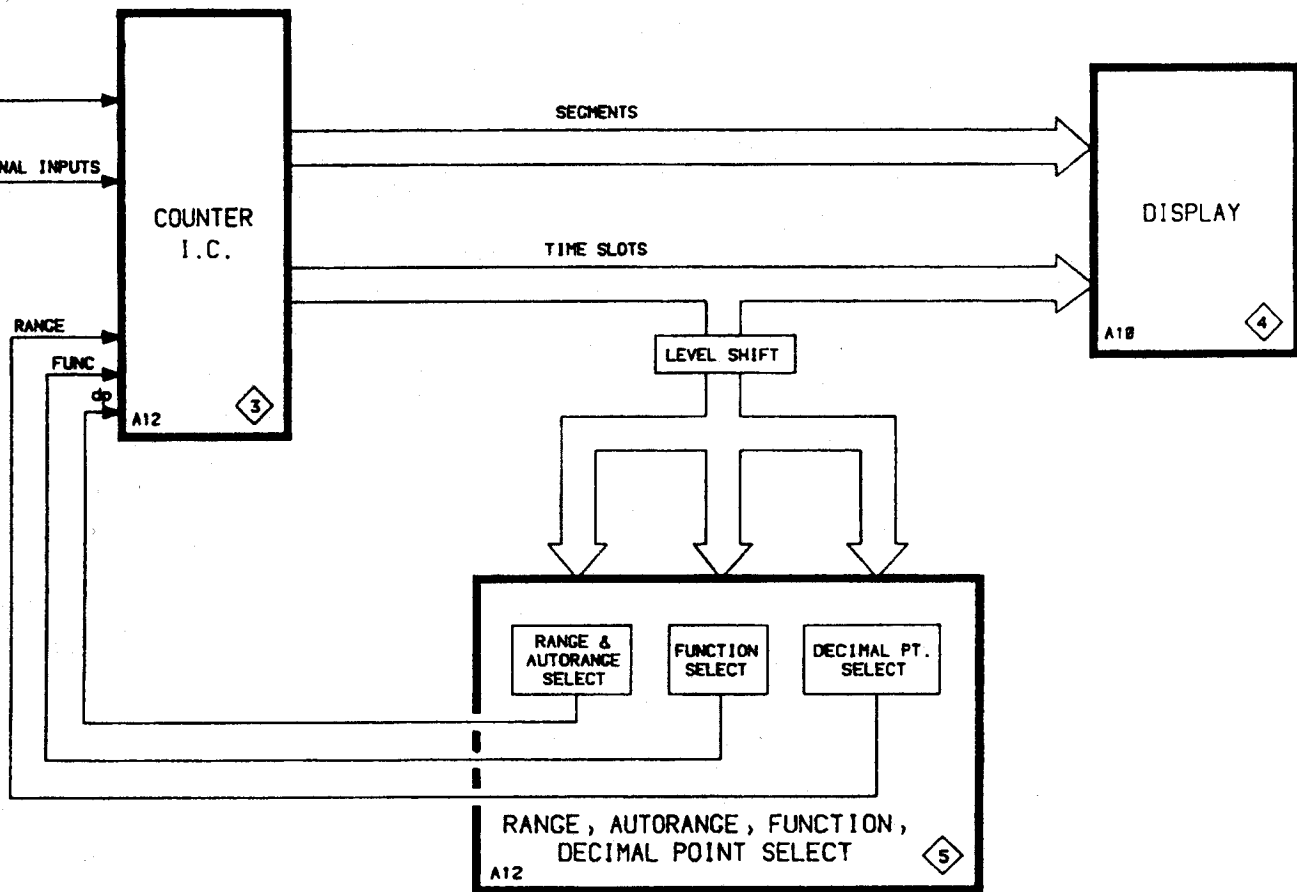 SEGMENTS
NAL INPUTS
COUNTER
I.C.
DISPLAY
TIME SLOTS
RANGE
FUNC
dp
A12
3
LEVEL SHIFT
A10
4
RANGE &
AUTORANGE
SELECT
FUNCTION
SELECT
DECIMAL PT.
SELECT
RANGE, AUTORANGE, FUNCTION,
DECIMAL POINT SELECT
A12
5